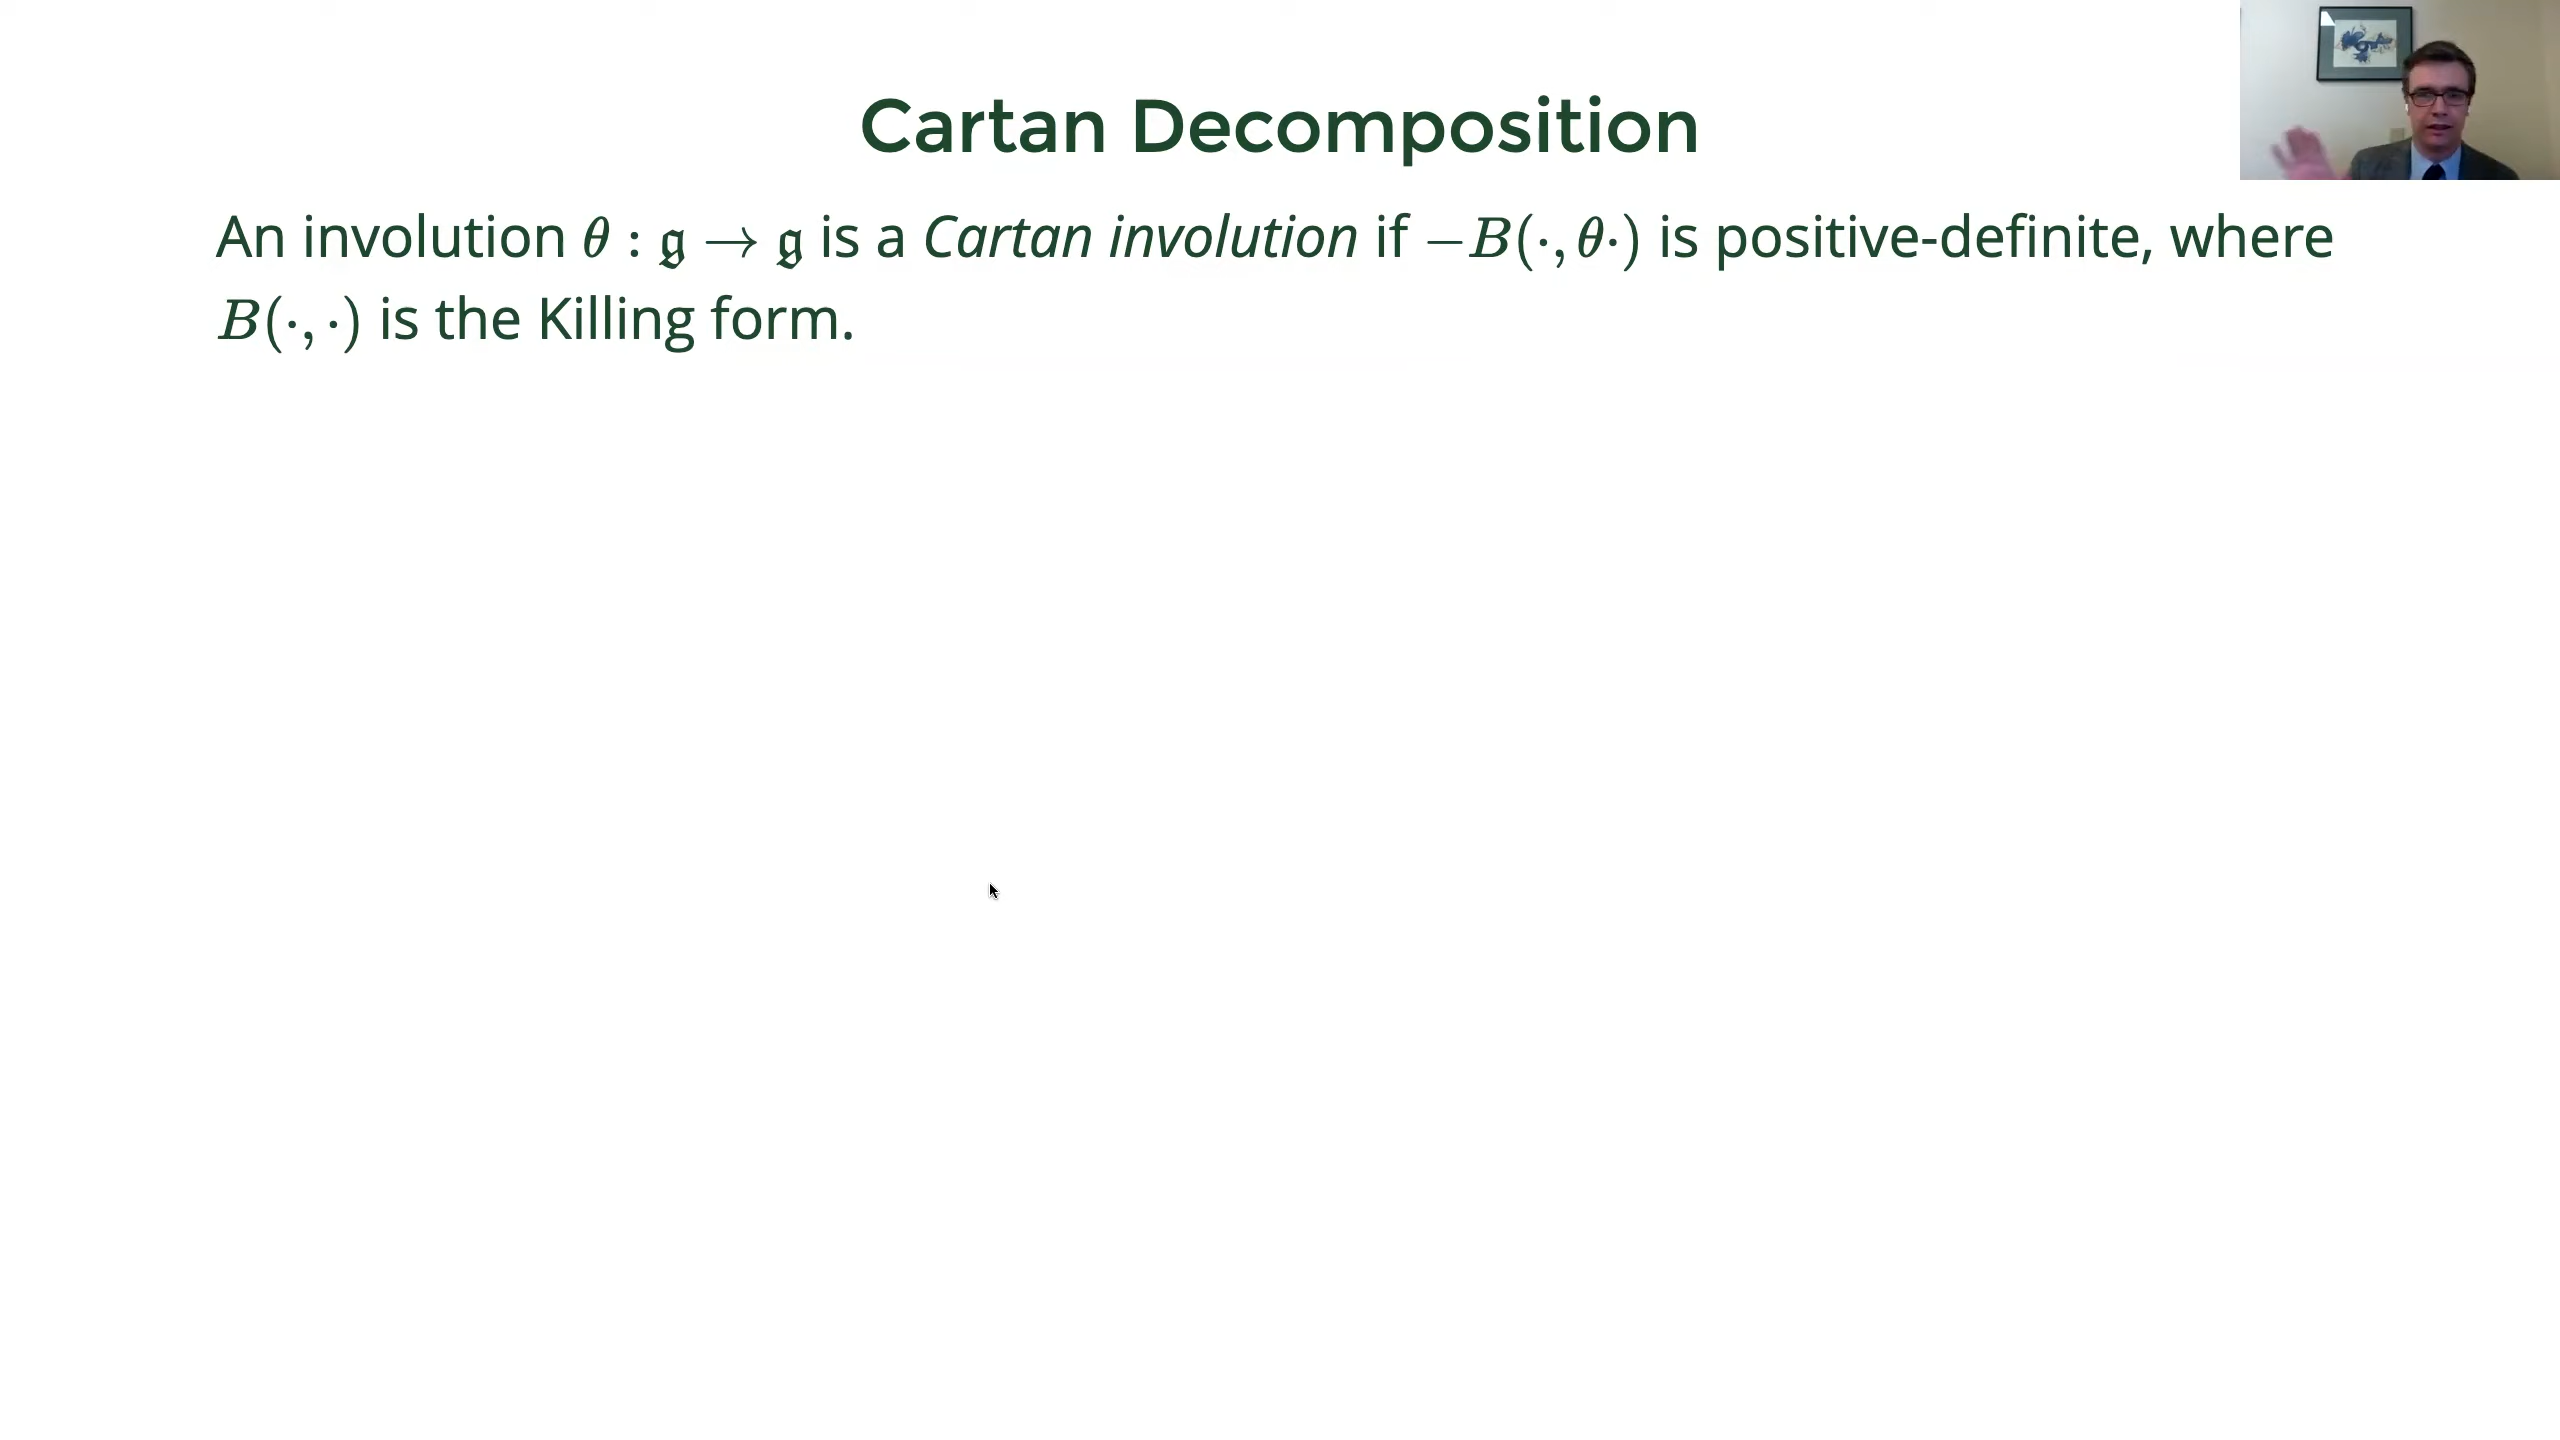 Cartan Decomposition
An involution θ : 𝔤 → 𝔤 is a Cartan involution if −B(·, θ·) is positive-definite, where
B(·, ·) is the Killing form.